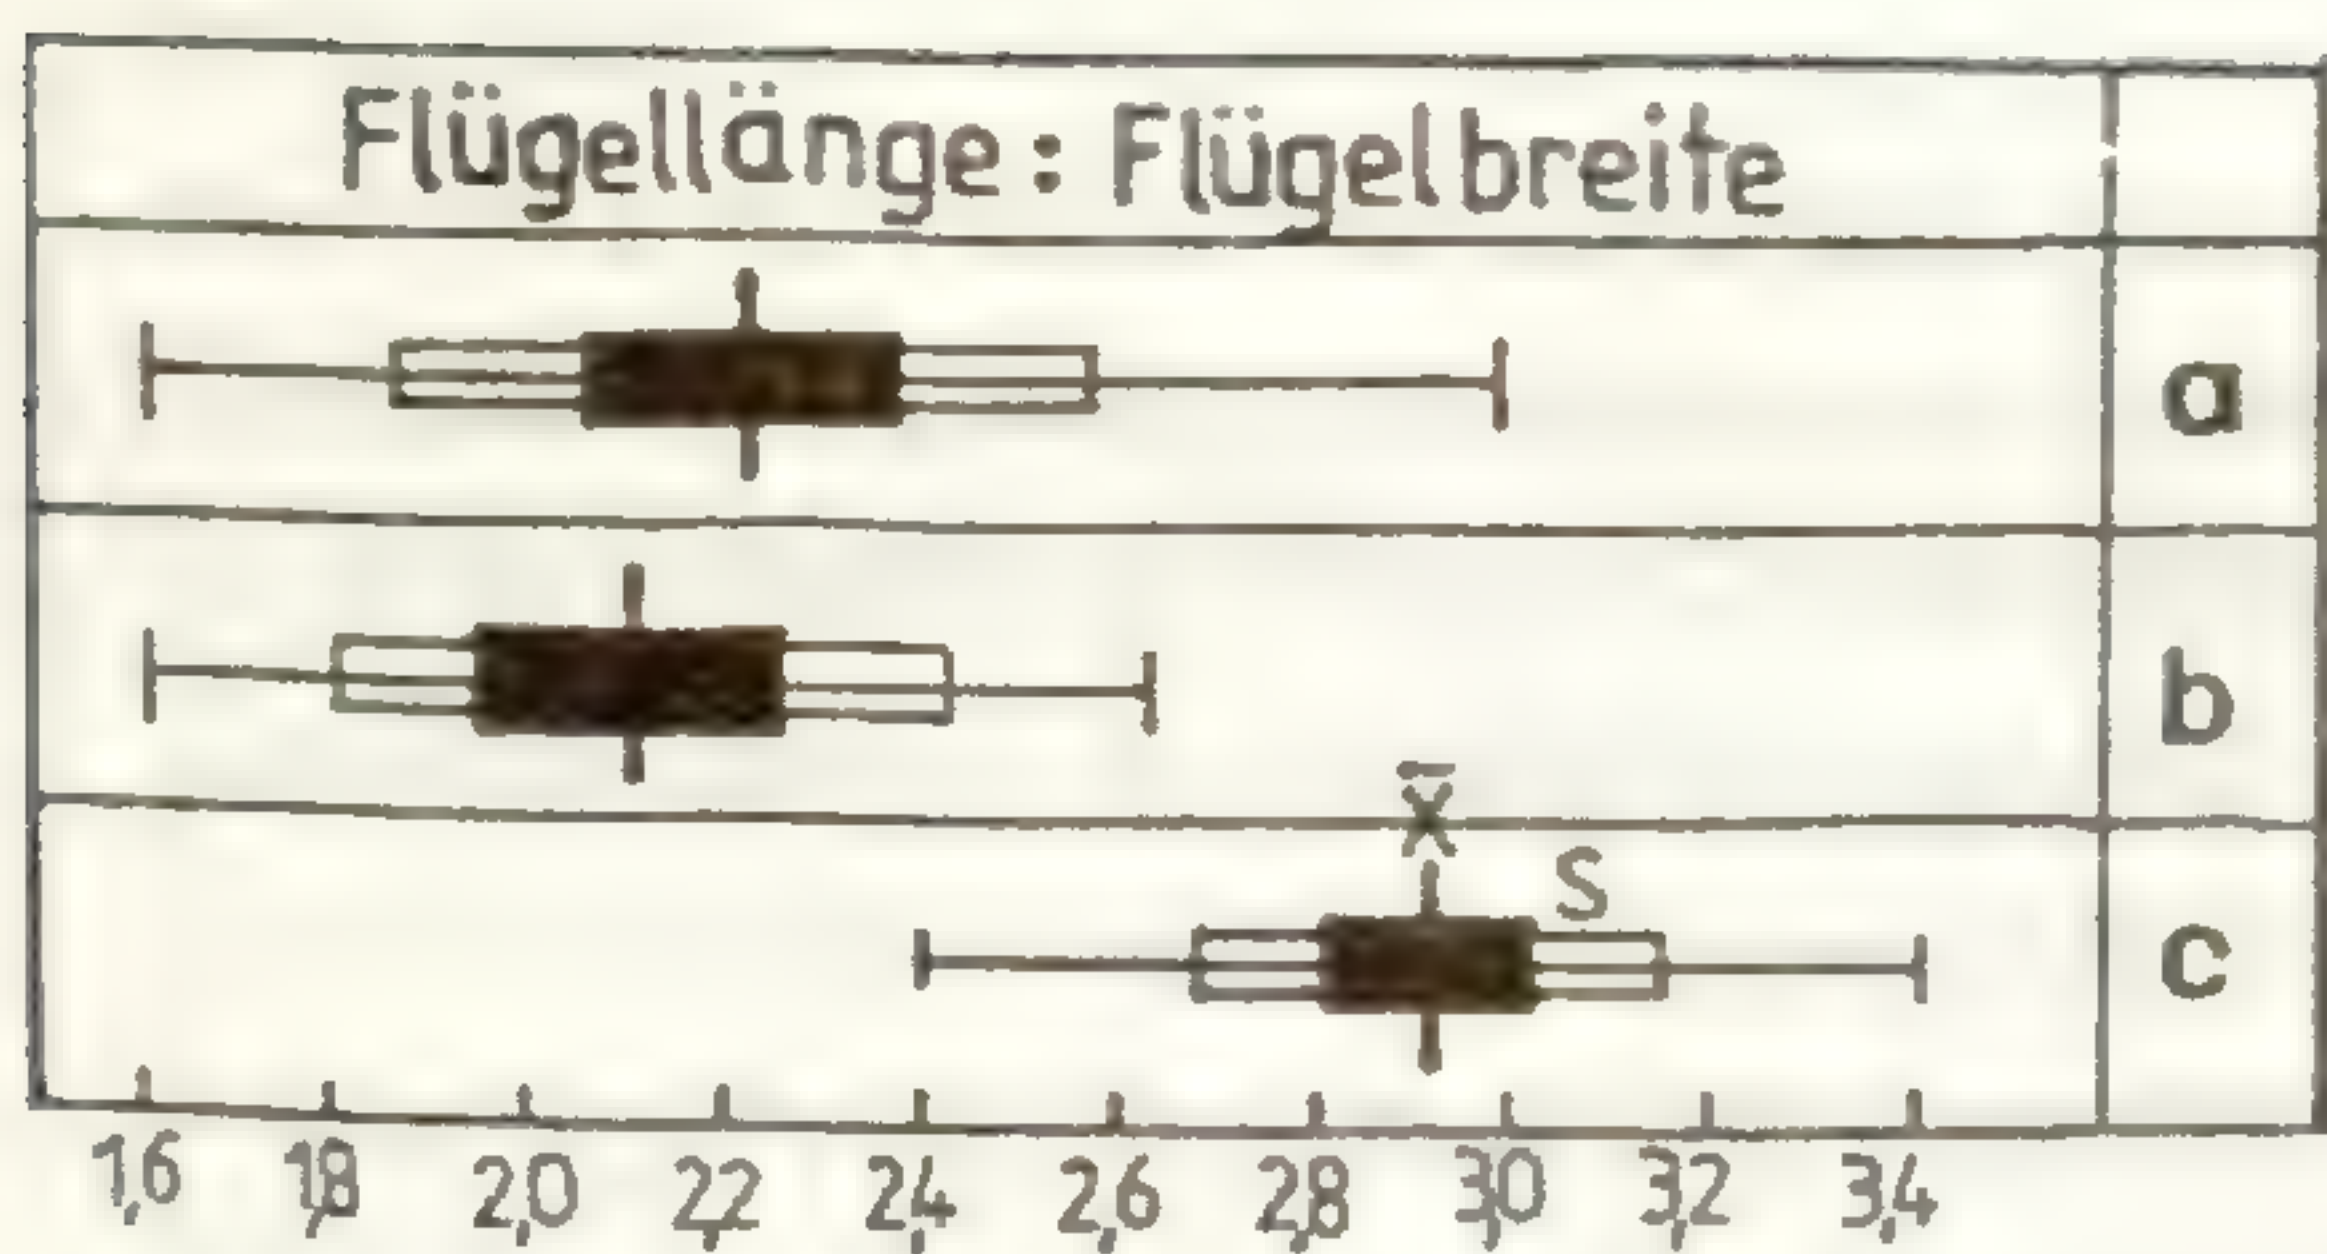 Flügellänge: Flügelbreite
a
b
x̄
S
c
1,6 1,8 2,0 2,2 2,4 2,6 2,8 3,0 3,2 3,4